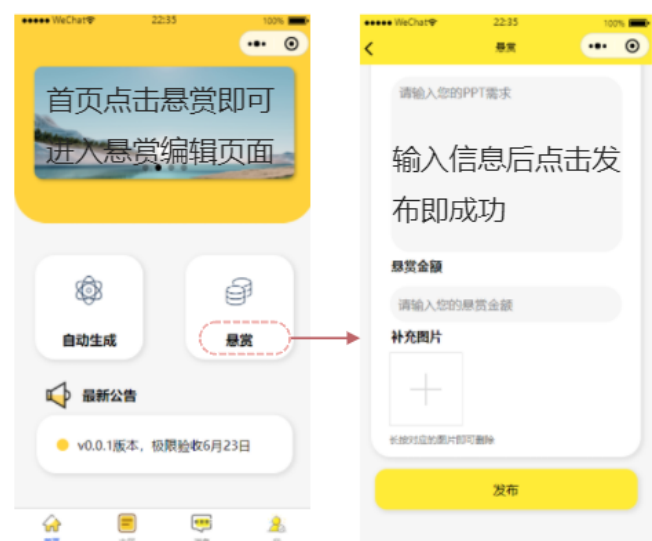 WeChat
22:35
100%
首页点击悬赏即可
进入悬赏编辑页面
自动生成
悬赏
最新公告
v0.0.1版本，极限验收6月23日
WeChat
22:35
100%
悬赏
请输入您的PPT需求
输入信息后点击发
布即成功
悬赏金额
请输入您的悬赏金额
补充图片
长按对应的图片即可删除
发布